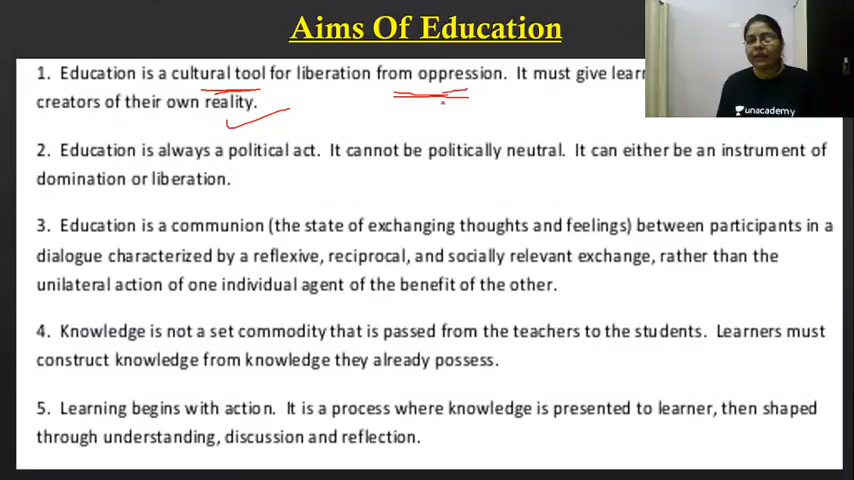 Aims Of Education
1. Education is a cultural tool for liberation from oppression. It must give
creators of their own reality.
unacademy
2. Education is always a political act. It cannot be politically neutral. It can either be an instrument of
domination or liberation.
3. Education is a communion (the state of exchanging thoughts and feelings) between participants in a
dialogue characterized by a reflexive, reciprocal, and socially relevant exchange, rather than the
unilateral action of one individual agent of the benefit of the other.
4. Knowledge is not a set commodity that is passed from the teachers to the students. Learners must
construct knowledge from knowledge they already possess.
5. Learning begins with action. It is a process where knowledge is presented to learner, then shaped
through understanding, discussion and reflection.